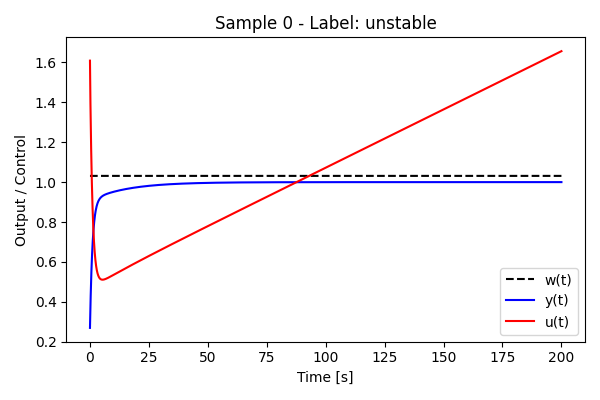 Sample 0 - Label: unstable
Output / Control
1.6
1.4
1.2
1.0
0.8
0.6
0.4
0.2
w(t)
y(t)
u(t)
0 25 50 75 100 125 150 175 200
Time [s]